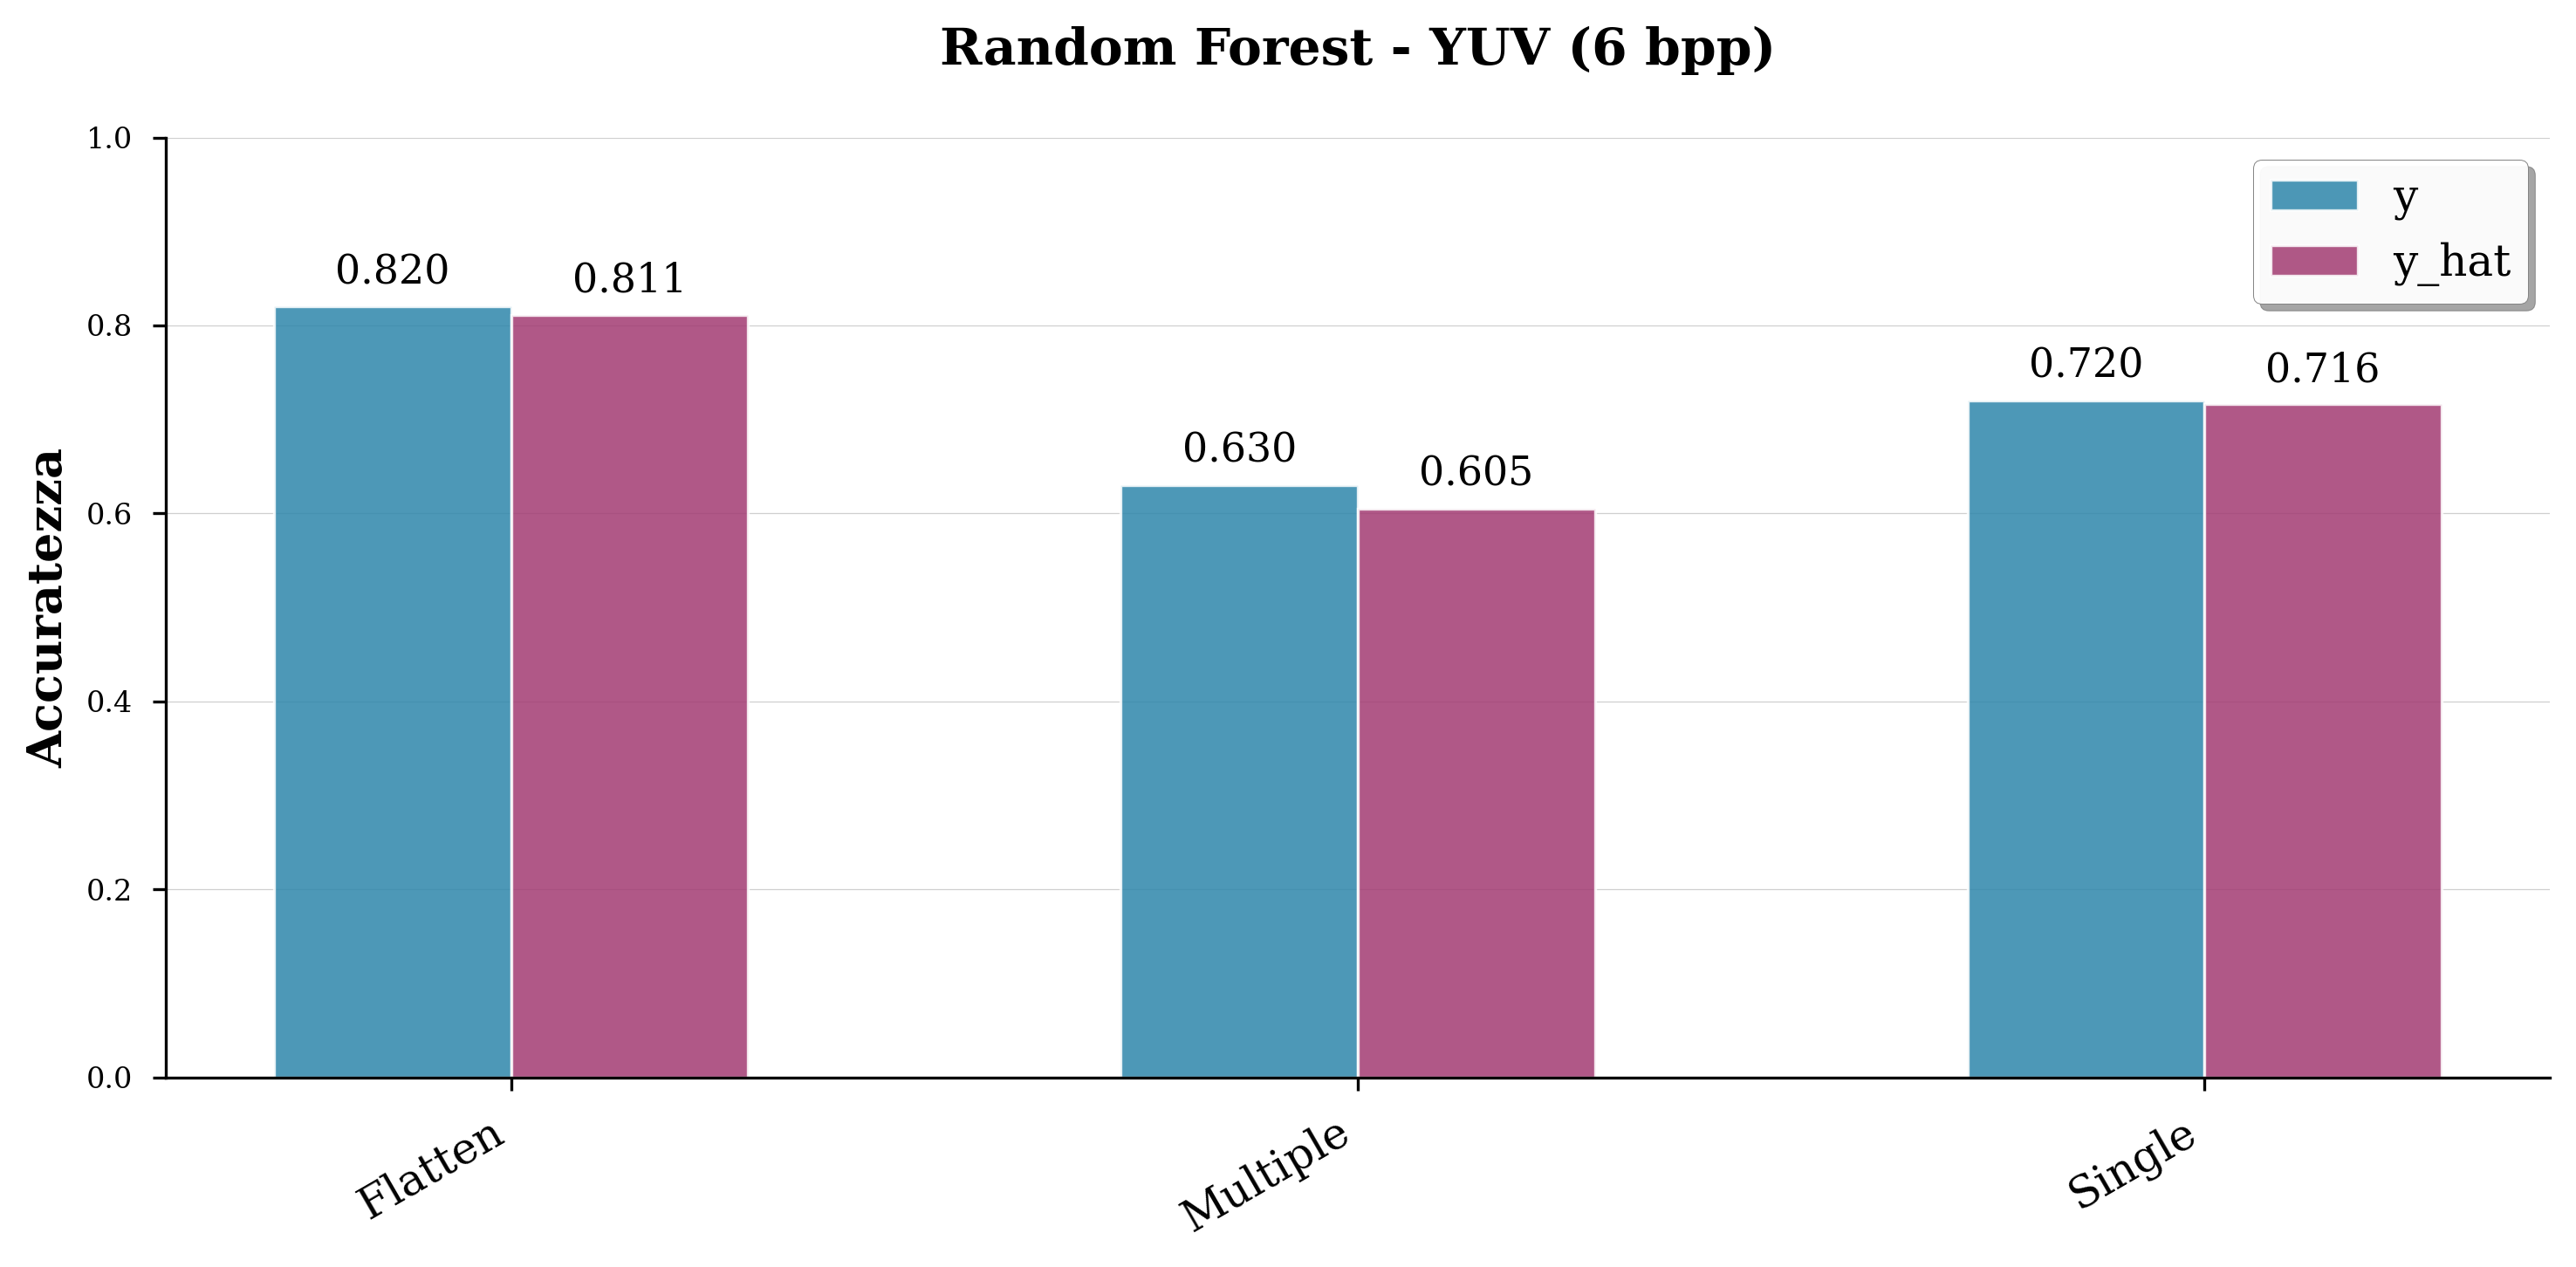 Random Forest - YUV (6 bpp)
Accuratezza
1.0
0.8
0.6
0.4
0.2
0.0
0.820
0.811
0.630
0.605
0.720
0.716
y
y_hat
Flatten
Multiple
Single